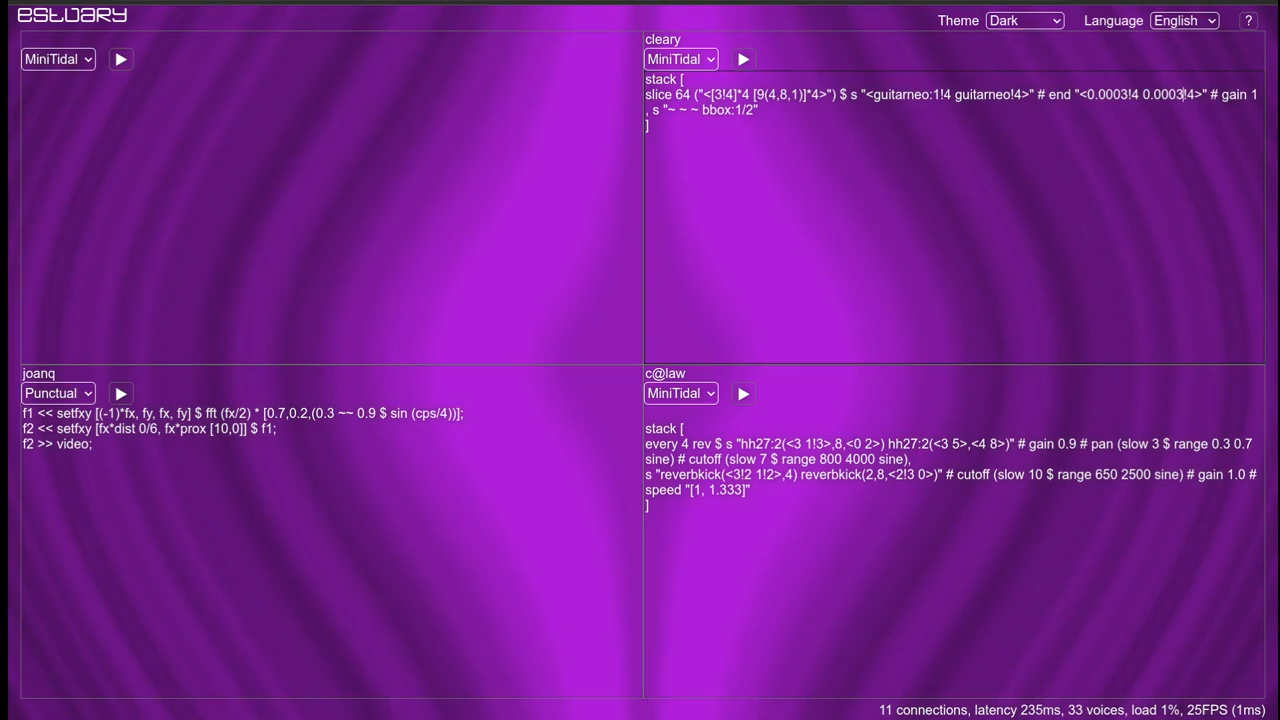 estuary
Theme Dark Language English ?
MiniTidal
cleary
MiniTidal
stack [
slice 64 ("<[3!4]*4 [9(4,8,1)]*4>") $ s "<guitarneo:1!4 guitarneo!4>" # end "<0.0003!4 0.0003!4>" # gain 1
, s "~ ~ ~ bbox:1/2"
]
joanq
Punctual
f1 << setfxy [(-1)*fx, fy, fx, fy] $ fft (fx/2) * [0.7,0.2,(0.3 ~~ 0.9 $ sin (cps/4))];
f2 << setfxy [fx*dist 0/6, fx*prox [10,0]] $ f1;
f2 >> video;
c@law
MiniTidal
stack [
every 4 rev $ s "hh27:2(<3 1!3>,8,<0 2>) hh27:2(<3 5>,<4 8>)" # gain 0.9 # pan (slow 3 $ range 0.3 0.7
sine) # cutoff (slow 7 $ range 800 4000 sine),
s "reverbkick(<3!2 1!2>,4) reverbkick(2,8,<2!3 0>)" # cutoff (slow 10 $ range 650 2500 sine) # gain 1.0 #
speed "[1, 1.333]"
]
11 connections, latency 235ms, 33 voices, load 1%, 25FPS (1ms)